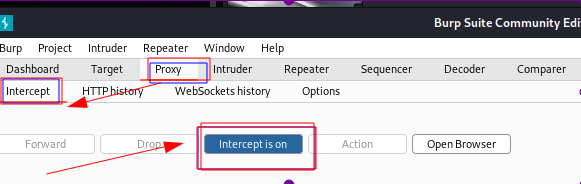 Burp Suite Community Edi
Burp Project Intruder Repeater Window Help
Dashboard Target Proxy Intruder Repeater Sequencer Decoder Comparer
Intercept HTTP history WebSockets history Options
Forward Drop Intercept is on Action Open Browser